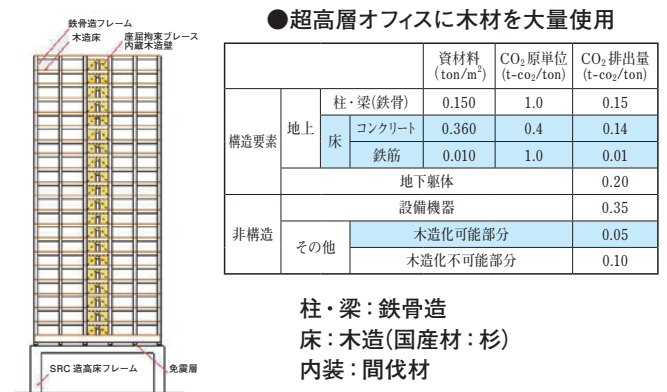 ●超高層オフィスに木材を大量使用
鉄骨造フレーム
木造床
座屈拘束ブレース
内蔵木造壁
SRC造高床フレーム
免震層
資材料 CO2原単位 CO2排出量
(ton/m2) (t-co2/ton) (t-co2/ton)
構造要素 地上 柱・梁(鉄骨) 0.150 1.0 0.15
床 コンクリート 0.360 0.4 0.14
鉄筋 0.010 1.0 0.01
地下躯体 0.20
非構造 設備機器 0.35
その他 木造化可能部分 0.05
木造化不可能部分 0.10
柱・梁：鉄骨造
床：木造(国産材：杉)
内装：間伐材